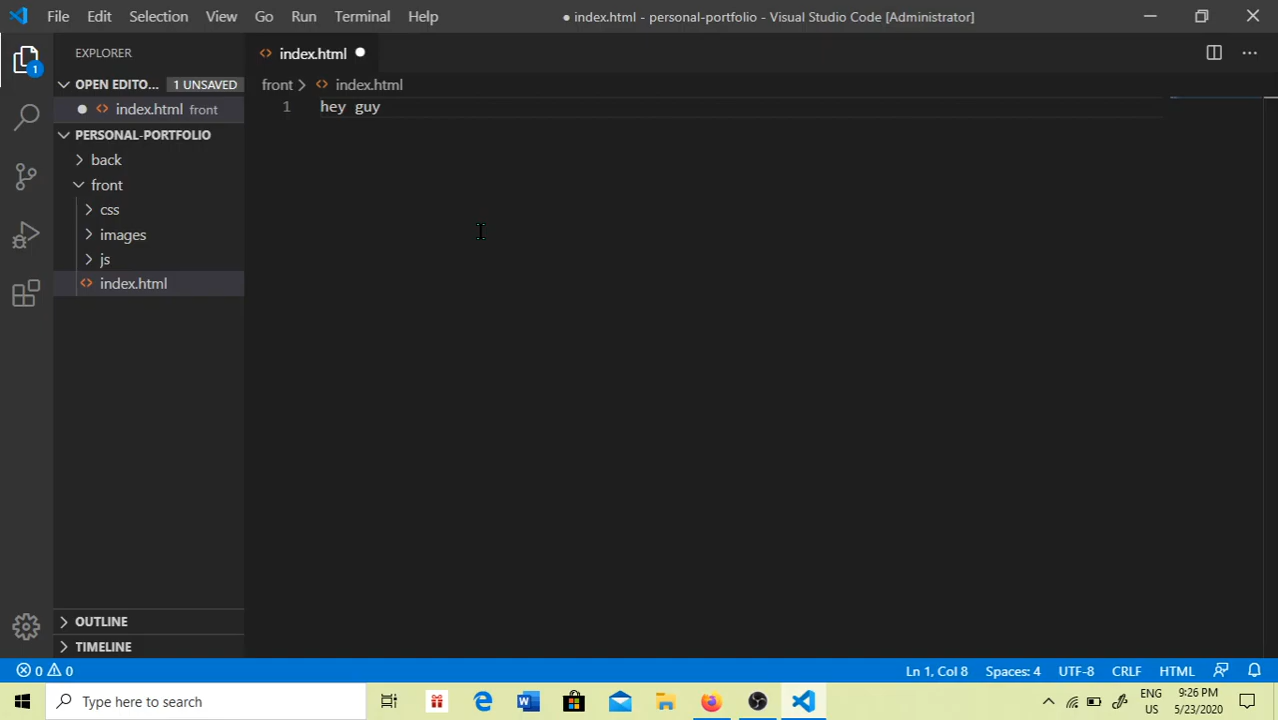 File Edit Selection View Go Run Terminal Help
● index.html - personal-portfolio - Visual Studio Code [Administrator]
EXPLORER
index.html
1
OPEN EDITO... 1 UNSAVED
front > index.html
index.html front
1 hey guy
PERSONAL-PORTFOLIO
back
front
css
images
js
index.html
OUTLINE
TIMELINE
0 0
Ln 1, Col 8 Spaces: 4 UTF-8 CRLF HTML
Type here to search
ENG
US
9:26 PM
5/23/2020